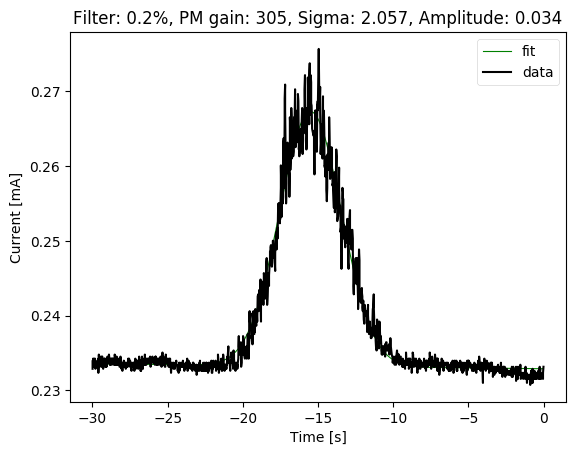 Filter: 0.2%, PM gain: 305, Sigma: 2.057, Amplitude: 0.034
fit
data
0.27
0.26
0.25
0.24
0.23
Current [mA]
−30 −25 −20 −15 −10 −5 0
Time [s]